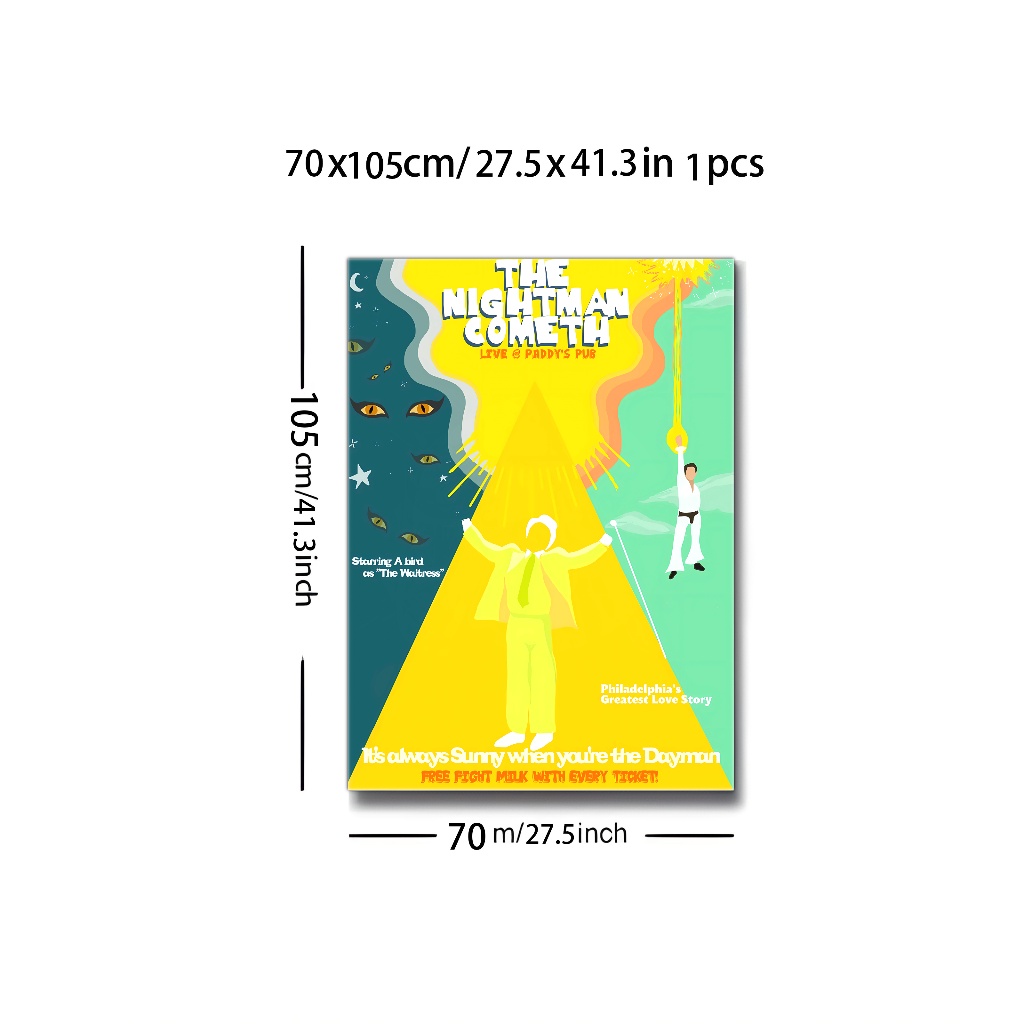 70x105cm/ 27.5x41.3in 1pcs
THE
NIGHTMAN
COMETH
LIVE @ PADDY'S PUB
105cm/41.3inch
Starring A bird
as "The Waitress"
Philadelphia's
Greatest Love Story
It's always Sunny when you're the Dayman
FREE FIGHT MILK WITH EVERY TICKET!
70 m/27.5inch